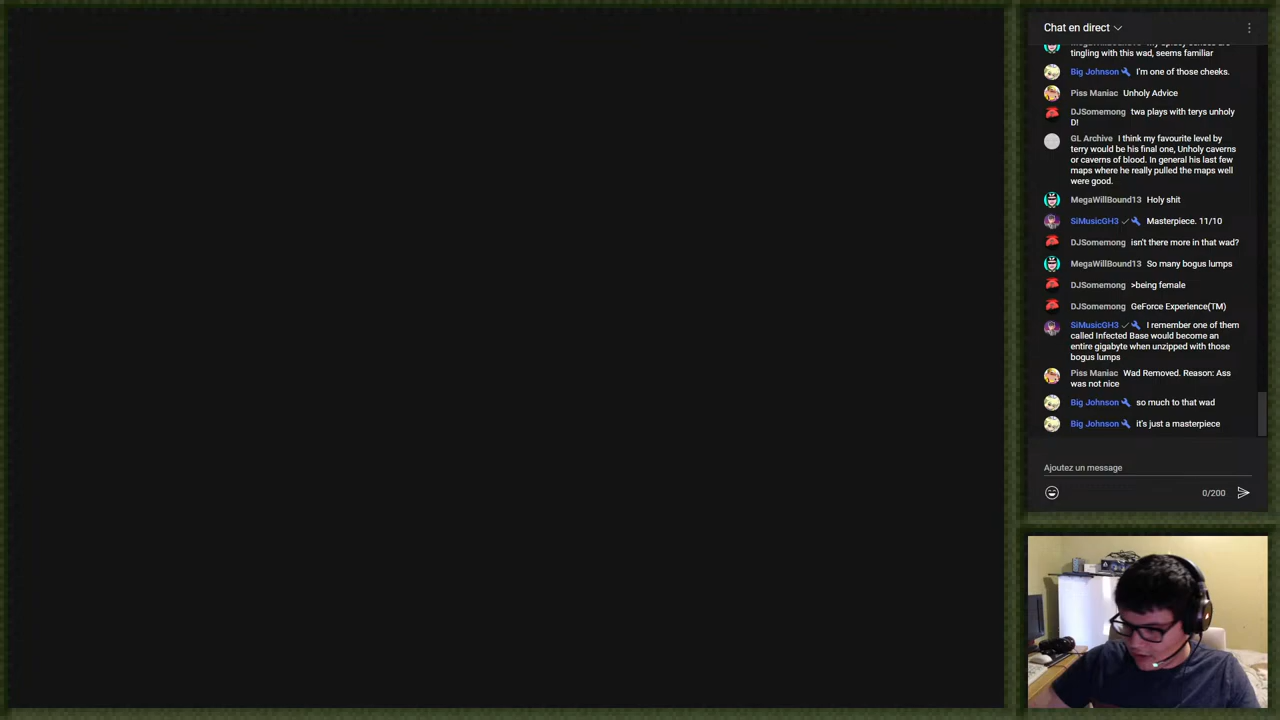 Chat en direct
tingling with this wad, seems familiar
Big Johnson I'm one of those cheeks.
Piss Maniac Unholy Advice
DJSomemong twa plays with terys unholy
D!
GL Archive I think my favourite level by
terry would be his final one, Unholy caverns
or caverns of blood. In general his last few
maps where he really pulled the maps well
were good.
MegaWillBound13 Holy shit
SiMusicGH3 Masterpiece. 11/10
DJSomemong isn't there more in that wad?
MegaWillBound13 So many bogus lumps
DJSomemong >being female
DJSomemong GeForce Experience(TM)
SiMusicGH3 I remember one of them
called Infected Base would become an
entire gigabyte when unzipped with those
bogus lumps
Piss Maniac Wad Removed. Reason: Ass
was not nice
Big Johnson so much to that wad
Big Johnson it's just a masterpiece
Ajoutez un message
0/200